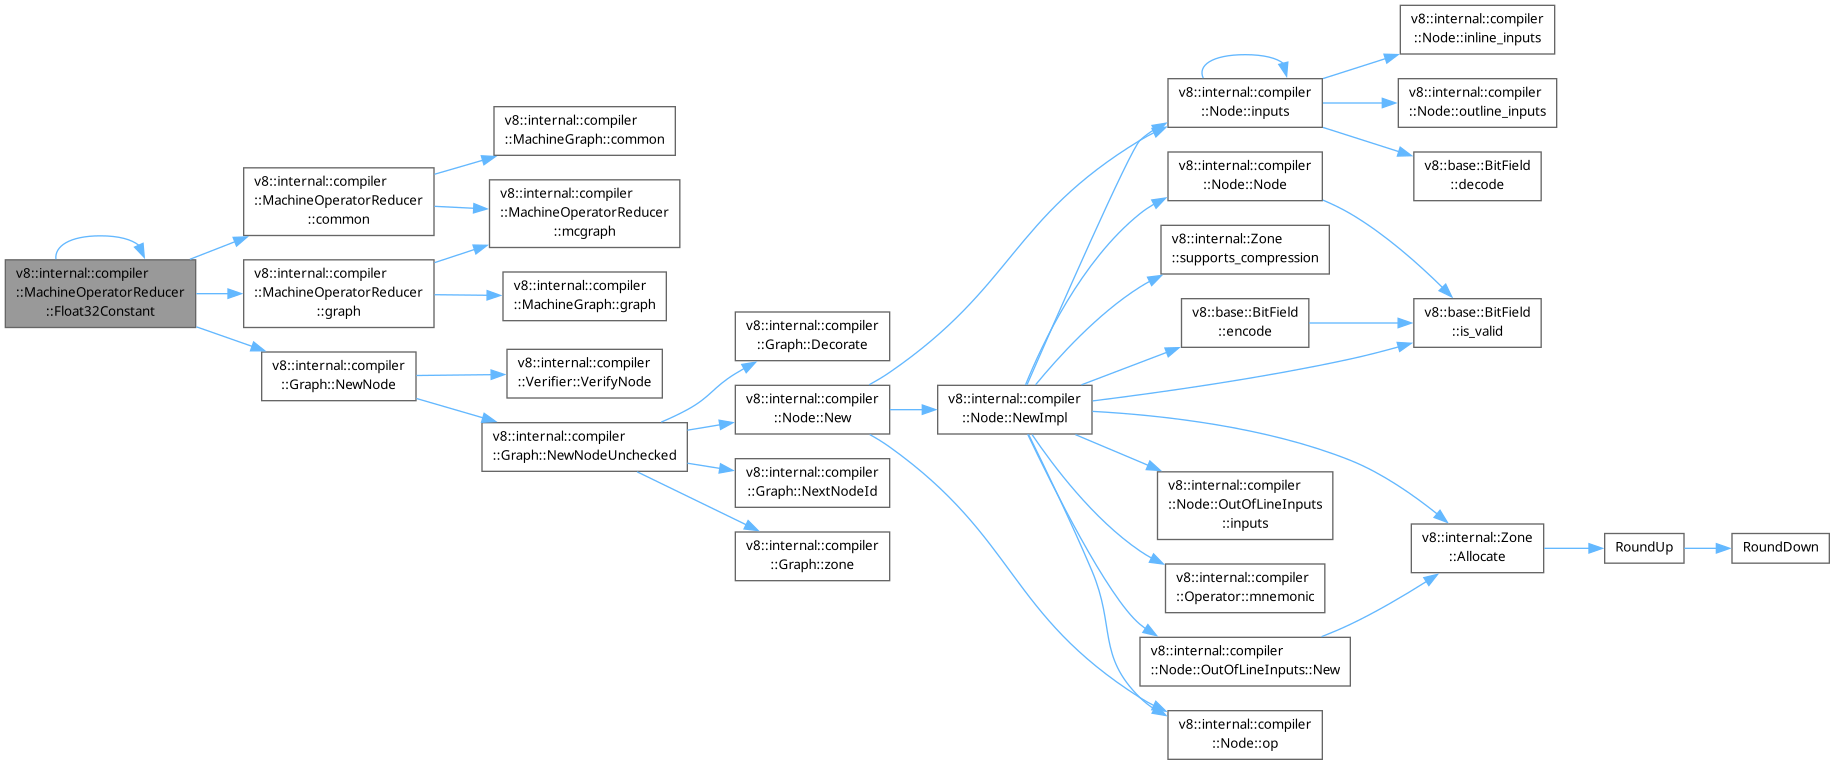 v8::internal::compiler
::MachineOperatorReducer
::Float32Constant
v8::internal::compiler
::MachineOperatorReducer
::common
v8::internal::compiler
::MachineOperatorReducer
::graph
v8::internal::compiler
::Graph::NewNode
v8::internal::compiler
::MachineGraph::common
v8::internal::compiler
::MachineOperatorReducer
::mcgraph
v8::internal::compiler
::MachineGraph::graph
v8::internal::compiler
::Verifier::VerifyNode
v8::internal::compiler
::Graph::NewNodeUnchecked
v8::internal::compiler
::Graph::Decorate
v8::internal::compiler
::Node::New
v8::internal::compiler
::Graph::NextNodeId
v8::internal::compiler
::Graph::zone
v8::internal::compiler
::Node::NewImpl
v8::internal::compiler
::Node::inputs
v8::internal::compiler
::Node::Node
v8::internal::Zone
::supports_compression
v8::base::BitField
::encode
v8::internal::compiler
::Node::OutOfLineInputs
::inputs
v8::internal::compiler
::Operator::mnemonic
v8::internal::compiler
::Node::OutOfLineInputs::New
v8::internal::compiler
::Node::op
v8::internal::compiler
::Node::inline_inputs
v8::internal::compiler
::Node::outline_inputs
v8::base::BitField
::decode
v8::base::BitField
::is_valid
v8::internal::Zone
::Allocate
RoundUp
RoundDown